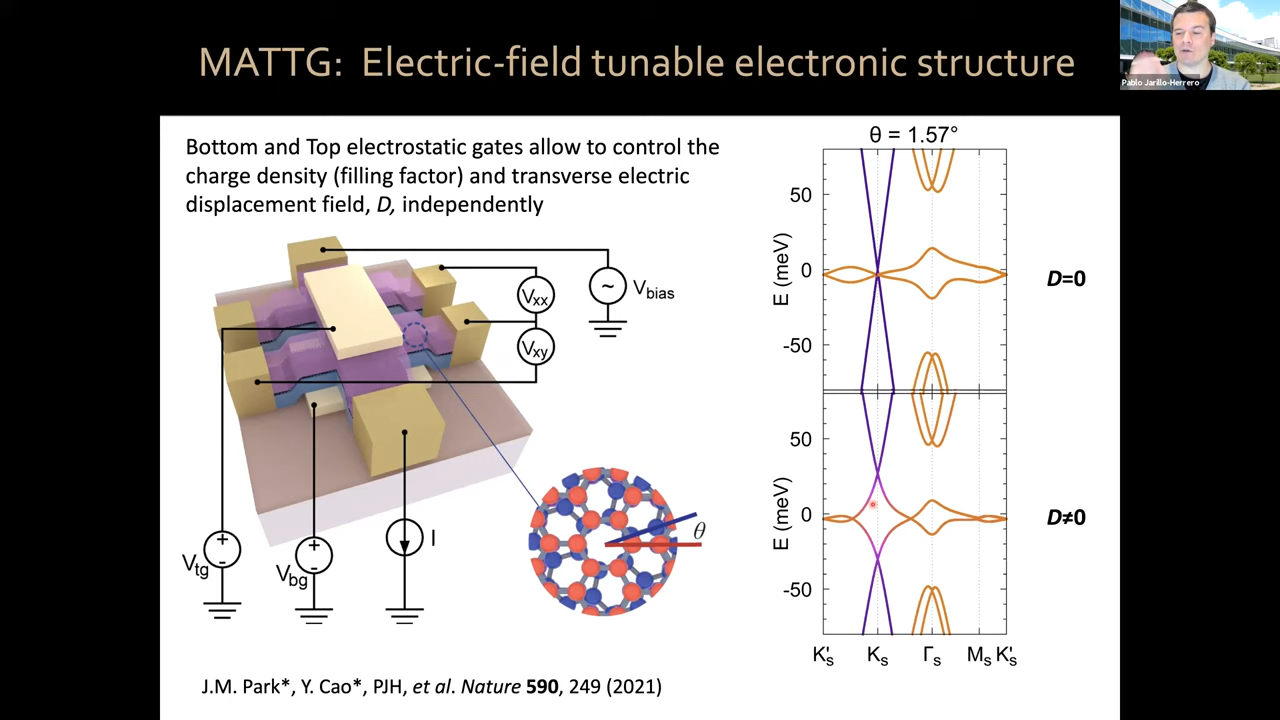 MATTG: Electric-field tunable electronic structure
Pablo Jarillo-Herrero
Bottom and Top electrostatic gates allow to control the
charge density (filling factor) and transverse electric
displacement field, D, independently
Vxx
Vxy
~
Vbias
+
-
Vtg
+
-
Vbg
I
θ
θ = 1.57°
50
0
-50
E (meV)
D=0
50
0
-50
E (meV)
D≠0
K's
Ks
Γs
Ms
K's
J.M. Park*, Y. Cao*, PJH, et al. Nature 590, 249 (2021)